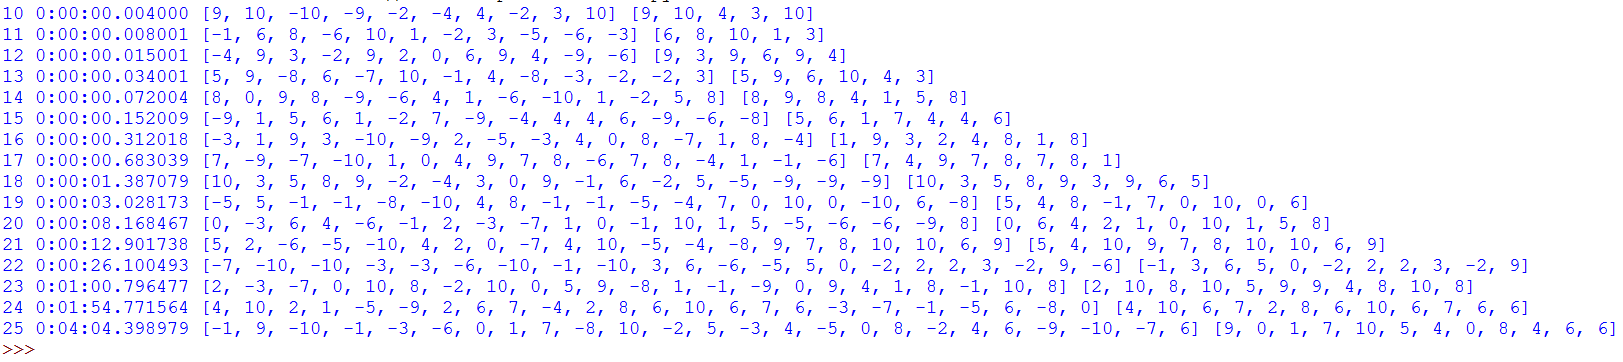 10 0:00:00.004000 [9, 10, -10, -9, -2, -4, 4, -2, 3, 10] [9, 10, 4, 3, 10]
11 0:00:00.008001 [-1, 6, 8, -6, 10, 1, -2, 3, -5, -6, -3] [6, 8, 10, 1, 3]
12 0:00:00.015001 [-4, 9, 3, -2, 9, 2, 0, 6, 9, 4, -9, -6] [9, 3, 9, 6, 9, 4]
13 0:00:00.034001 [5, 9, -8, 6, -7, 10, -1, 4, -8, -3, -2, -2, 3] [5, 9, 6, 10, 4, 3]
14 0:00:00.072004 [8, 0, 9, 8, -9, -6, 4, 1, -6, -10, 1, -2, 5, 8] [8, 9, 8, 4, 1, 5, 8]
15 0:00:00.152009 [-9, 1, 5, 6, 1, -2, 7, -9, -4, 4, 4, 6, -9, -6, -8] [5, 6, 1, 7, 4, 4, 6]
16 0:00:00.312018 [-3, 1, 9, 3, -10, -9, 2, -5, -3, 4, 0, 8, -7, 1, 8, -4] [1, 9, 3, 2, 4, 8, 1, 8]
17 0:00:00.683039 [7, -9, -7, -10, 1, 0, 4, 9, 7, 8, -6, 7, 8, -4, 1, -1, -6] [7, 4, 9, 7, 8, 7, 8, 1]
18 0:00:01.387079 [10, 3, 5, 8, 9, -2, -4, 3, 0, 9, -1, 6, -2, 5, -5, -9, -9, -9] [10, 3, 5, 8, 9, 3, 9, 6, 5]
19 0:00:03.028173 [-5, 5, -1, -1, -8, -10, 4, 8, -1, -1, -5, -4, 7, 0, 10, 0, -10, 6, -8] [5, 4, 8, -1, 7, 0, 10, 0, 6]
20 0:00:08.168467 [0, -3, 6, 4, -6, -1, 2, -3, -7, 1, 0, -1, 10, 1, 5, -5, -6, -6, -9, 8] [0, 6, 4, 2, 1, 0, 10, 1, 5, 8]
21 0:00:12.901738 [5, 2, -6, -5, -10, 4, 2, 0, -7, 4, 10, -5, -4, -8, 9, 7, 8, 10, 10, 6, 9] [5, 4, 10, 9, 7, 8, 10, 10, 6, 9]
22 0:00:26.100493 [-7, -10, -10, -3, -3, -6, -10, -1, -10, 3, 6, -6, -5, 5, 0, -2, 2, 2, 3, -2, 9, -6] [-1, 3, 6, 5, 0, -2, 2, 2, 3, -2, 9]
23 0:01:00.796477 [2, -3, -7, 0, 10, 8, -2, 10, 0, 5, 9, -8, 1, -1, -9, 0, 9, 4, 1, 8, -1, 10, 8] [2, 10, 8, 10, 5, 9, 9, 4, 8, 10, 8]
24 0:01:54.771564 [4, 10, 2, 1, -5, -9, 2, 6, 7, -4, 2, 8, 6, 10, 6, 7, 6, -3, -7, -1, -5, 6, -8, 0] [4, 10, 6, 7, 2, 8, 6, 10, 6, 7, 6, 6]
25 0:04:04.398979 [-1, 9, -10, -1, -3, -6, 0, 1, 7, -8, 10, -2, 5, -3, 4, -5, 0, 8, -2, 4, 6, -9, -10, -7, 6] [9, 0, 1, 7, 10, 5, 4, 0, 8, 4, 6, 6]
>>>